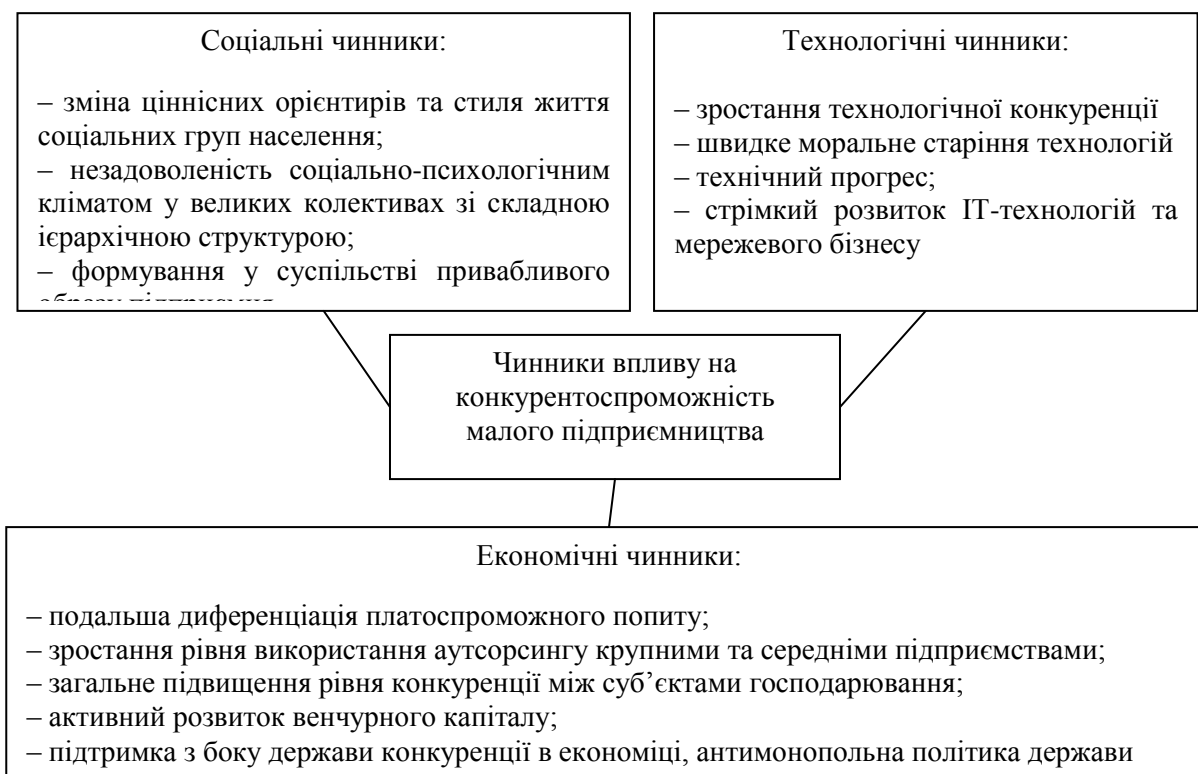 Соціальні чинники:
– зміна ціннісних орієнтирів та стиля життя
соціальних груп населення;
– незадоволеність соціально-психологічним
кліматом у великих колективах зі складною
ієрархічною структурою;
– формування у суспільстві привабливого
Технологічні чинники:
– зростання технологічної конкуренції
– швидке моральне старіння технологій
– технічний прогрес;
– стрімкий розвиток ІТ-технологій та
мережевого бізнесу
Чинники впливу на
конкурентоспроможність
малого підприємництва
Економічні чинники:
– подальша диференціація платоспроможного попиту;
– зростання рівня використання аутсорсингу крупними та середніми підприємствами;
– загальне підвищення рівня конкуренції між суб’єктами господарювання;
– активний розвиток венчурного капіталу;
– підтримка з боку держави конкуренції в економіці, антимонопольна політика держави